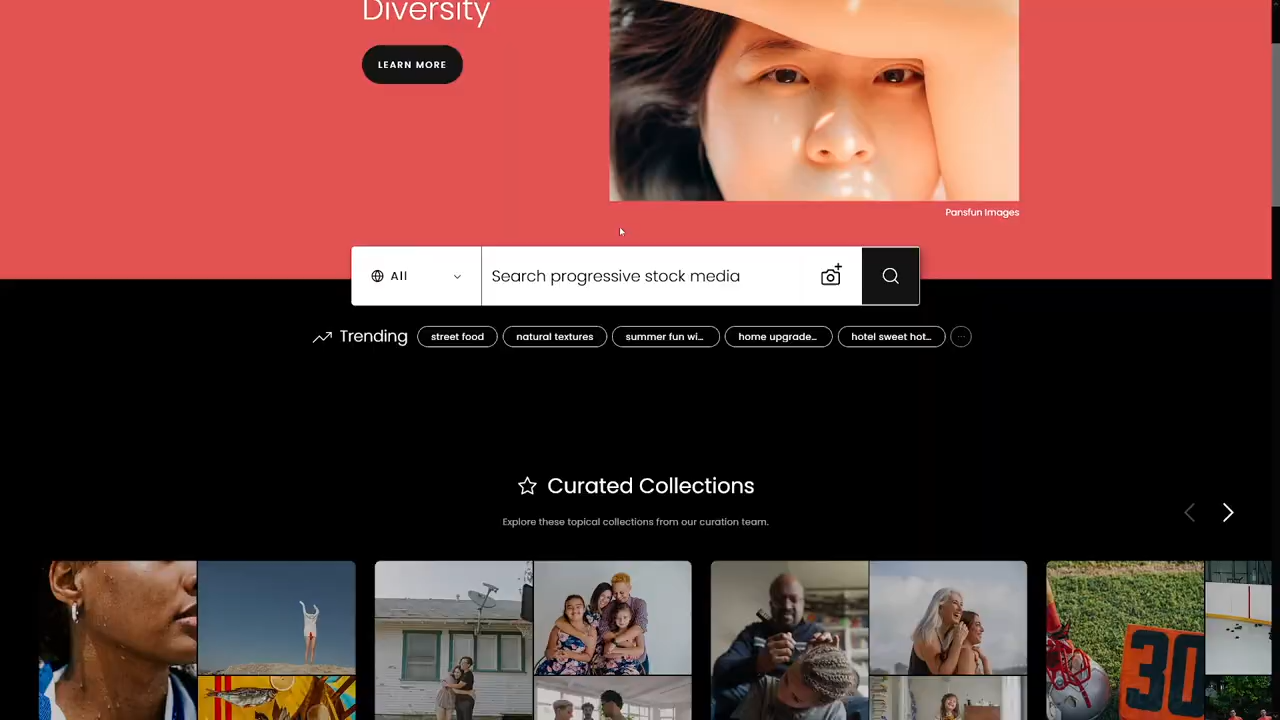 Diversity
LEARN MORE
Pansfun Images
All
Search progressive stock media
Trending
street food
natural textures
summer fun wi...
home upgrade...
hotel sweet hot...
...
Curated Collections
Explore these topical collections from our curation team.
30